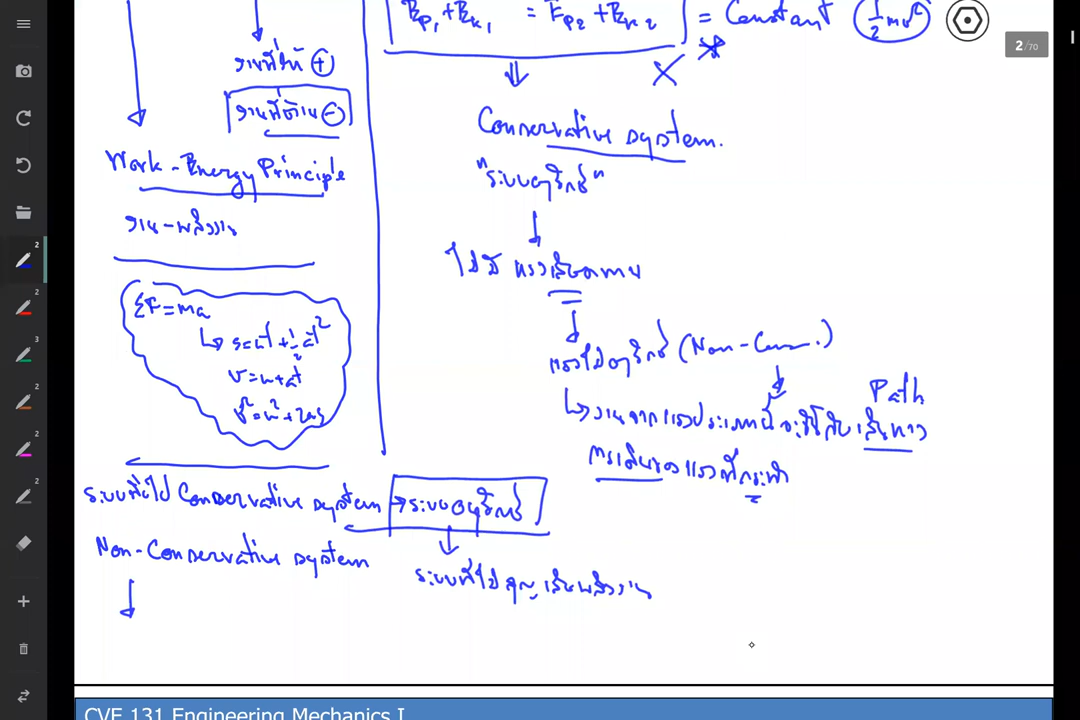 Ep₁ + Ek₁ = Ep₂ + Ek₂ = Constant (½mv²)
2/70
งานที่ให้ ⊕
งานที่ต้าน ⊖
Work-Energy Principle
งาน-พลังงาน
ΣF = ma
↳ s = ut + ½at²
v = u + at
v² = u² + 2as
Conservative system.
"ระบบอนุรักษ์"
ไม่มี แรงเสียดทาน
แรงไม่อนุรักษ์ (Non-Con.)
Path
↳ งานจากแรงประเภทนี้จะขึ้นกับเส้นทาง
ของแรงที่กระทำ
ระบบที่ไม่ Conservative system → ระบบอนุรักษ์
Non-Conservative system
ระบบที่ไม่สูญเสียพลังงาน
CVE 131 Engineering Mechanics I